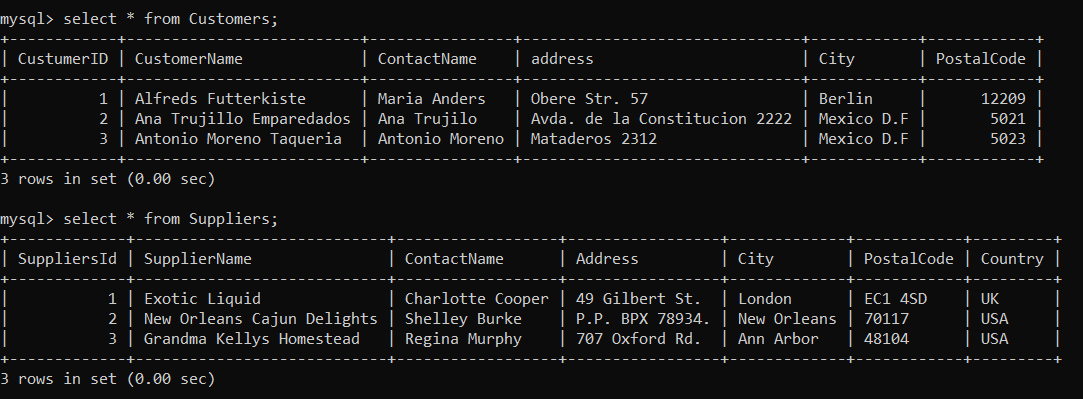 mysql> select * from Customers;
+------------+----------------------------+----------------+------------------------------+------------+------------+
| CustumerID | CustomerName               | ContactName    | address                      | City       | PostalCode |
+------------+----------------------------+----------------+------------------------------+------------+------------+
|          1 | Alfreds Futterkiste        | Maria Anders   | Obere Str. 57                | Berlin     |      12209 |
|          2 | Ana Trujillo Emparedados   | Ana Trujilo    | Avda. de la Constitucion 2222 | Mexico D.F |       5021 |
|          3 | Antonio Moreno Taqueria    | Antonio Moreno | Mataderos 2312               | Mexico D.F |       5023 |
+------------+----------------------------+----------------+------------------------------+------------+------------+
3 rows in set (0.00 sec)
mysql> select * from Suppliers;
+-------------+----------------------------+------------------+----------------+-------------+------------+---------+
| SuppliersId | SupplierName               | ContactName      | Address        | City        | PostalCode | Country |
+-------------+----------------------------+------------------+----------------+-------------+------------+---------+
|           1 | Exotic Liquid              | Charlotte Cooper | 49 Gilbert St. | London      | EC1 4SD    | UK      |
|           2 | New Orleans Cajun Delights | Shelley Burke    | P.P. BPX 78934. | New Orleans | 70117      | USA     |
|           3 | Grandma Kellys Homestead   | Regina Murphy    | 707 Oxford Rd. | Ann Arbor   | 48104      | USA     |
+-------------+----------------------------+------------------+----------------+-------------+------------+---------+
3 rows in set (0.00 sec)